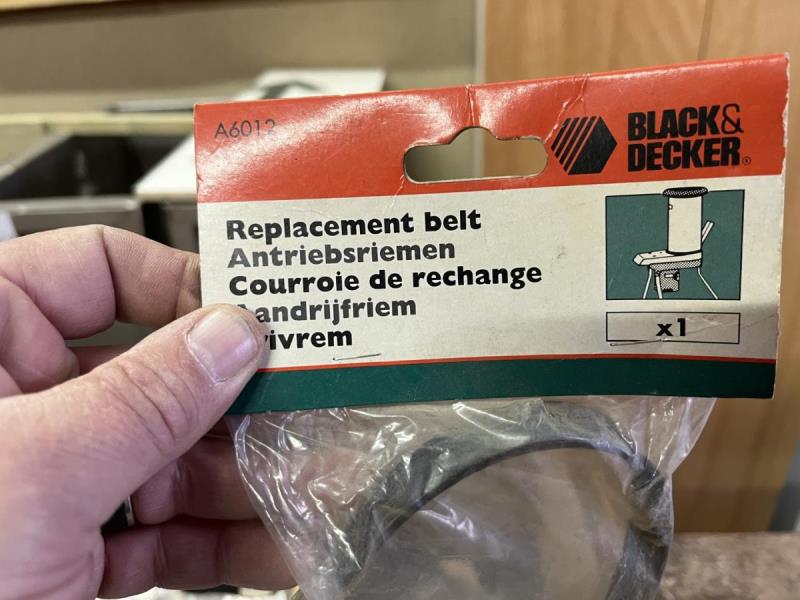 A6012
BLACK&
DECKER®
Replacement belt
Antriebsriemen
Courroie de rechange
x1